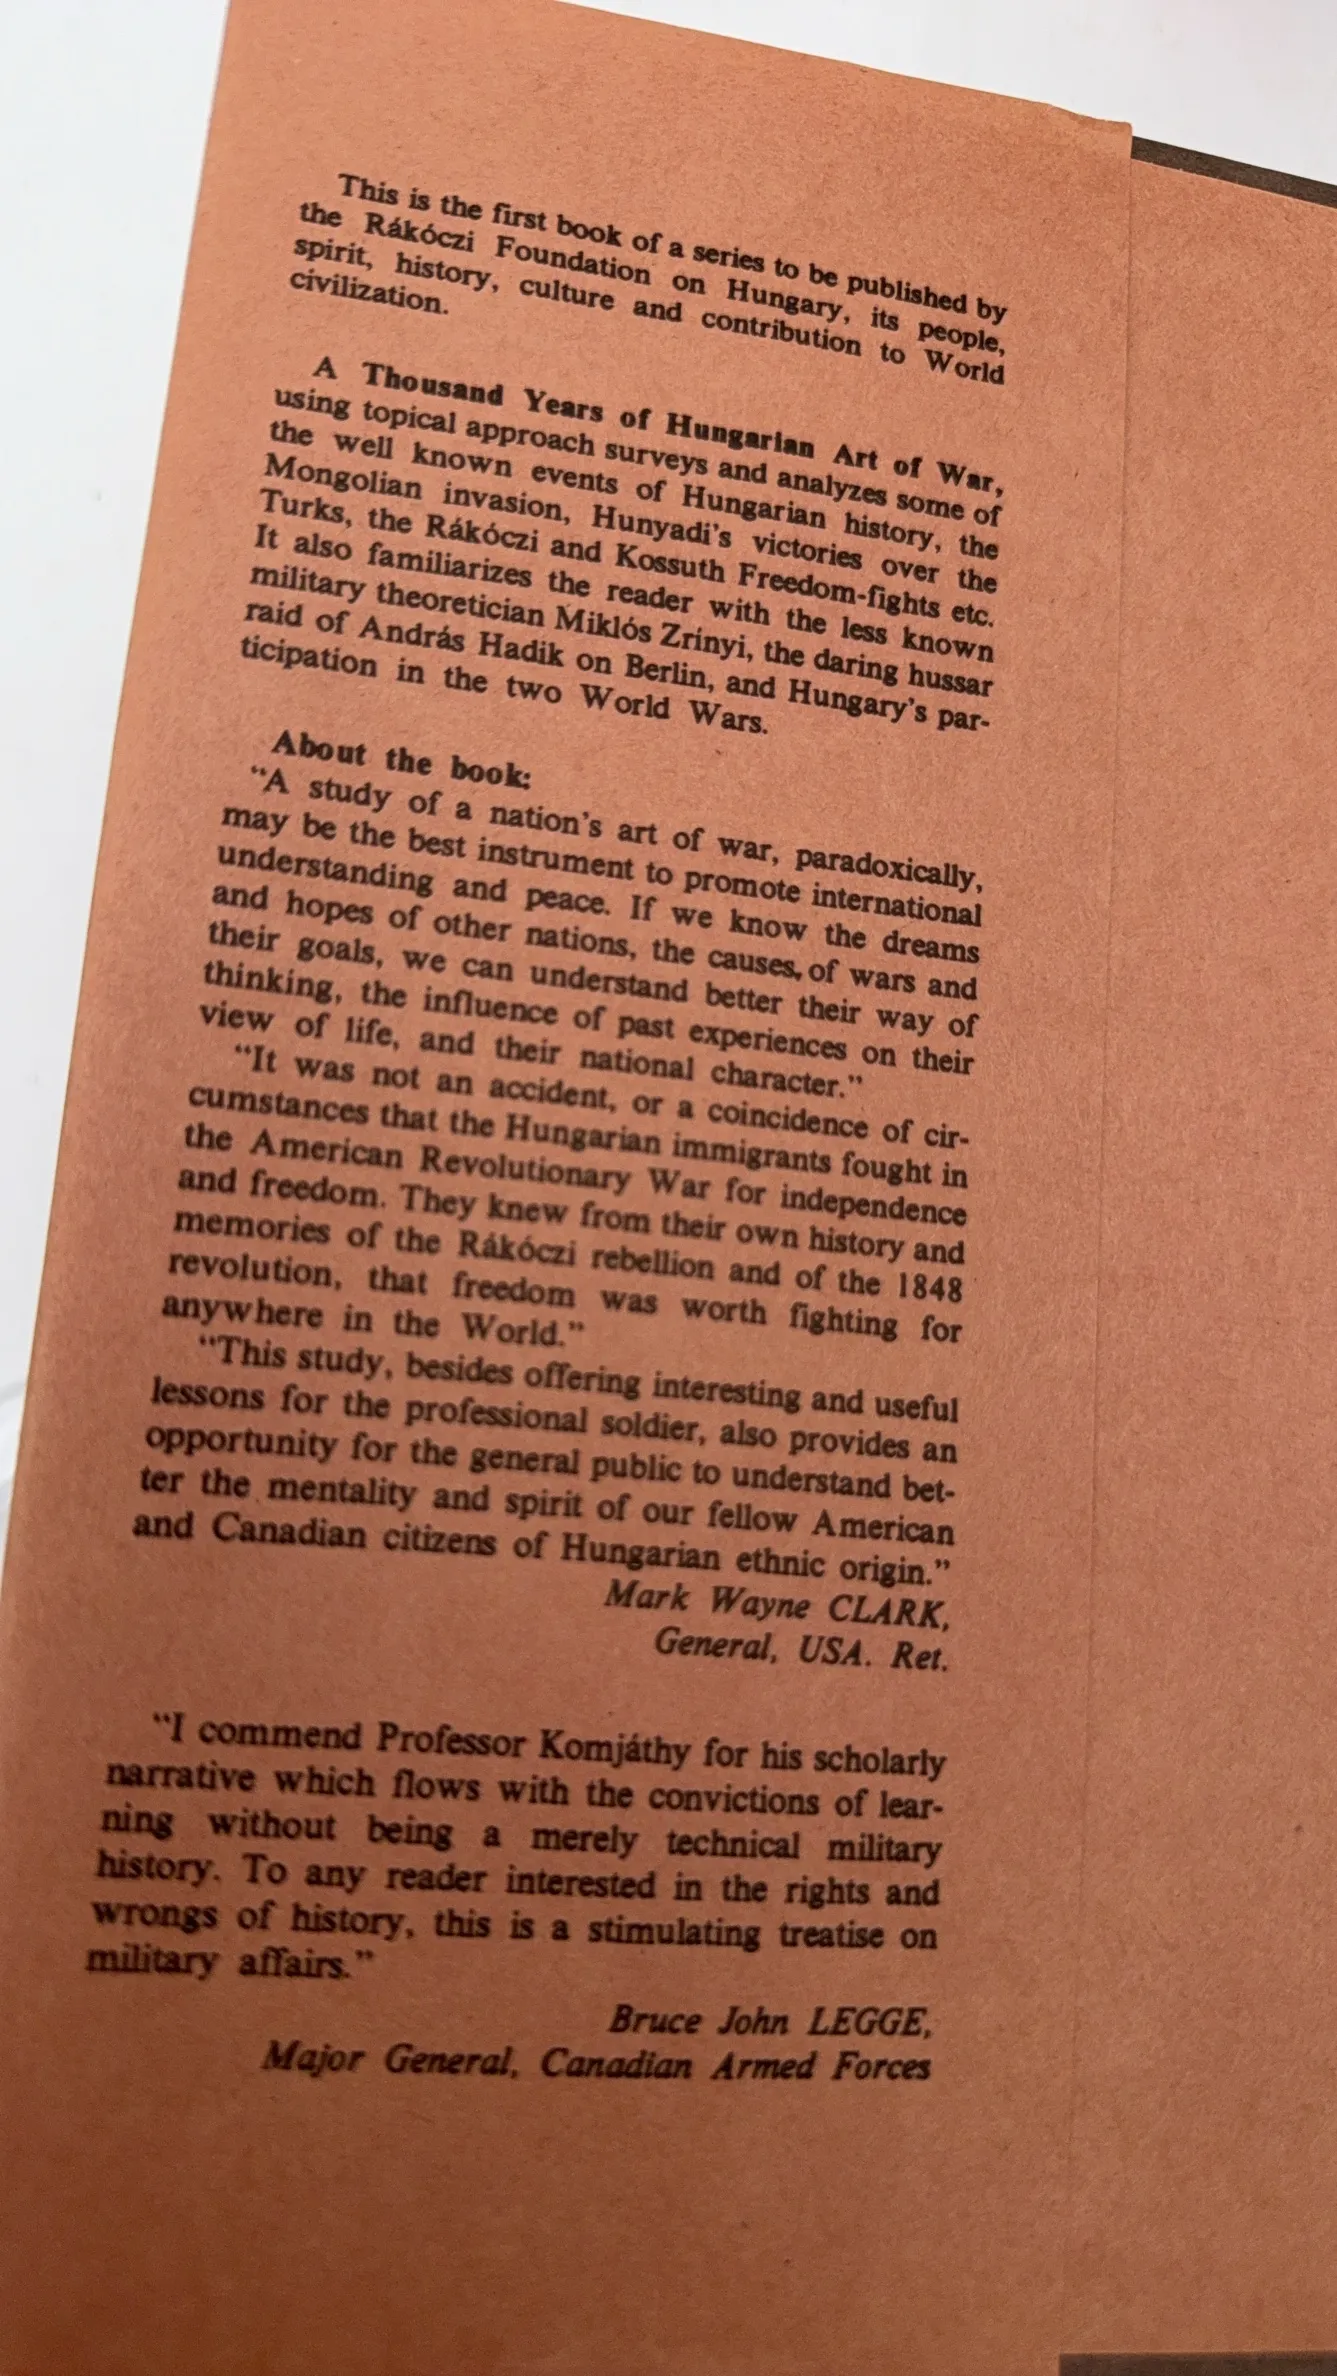 This is the first book of a series to be published by
the Rákóczi Foundation on Hungary, its people,
spirit, history, culture and contribution to World
civilization.
A Thousand Years of Hungarian Art of War,
using topical approach surveys and analyzes some of
the well known events of Hungarian history, the
Mongolian invasion, Hunyadi's victories over the
Turks, the Rákóczi and Kossuth Freedom-fights etc.
It also familiarizes the reader with the less known
military theoretician Miklós Zrínyi, the daring hussar
raid of András Hadik on Berlin, and Hungary's par-
ticipation in the two World Wars.
About the book:
"A study of a nation's art of war, paradoxically,
may be the best instrument to promote international
understanding and peace. If we know the dreams
and hopes of other nations, the causes, of wars and
their goals, we can understand better their way of
thinking, the influence of past experiences on their
view of life, and their national character."
"It was not an accident, or a coincidence of cir-
cumstances that the Hungarian immigrants fought in
the American Revolutionary War for independence
and freedom. They knew from their own history and
memories of the Rákóczi rebellion and of the 1848
revolution, that freedom was worth fighting for
anywhere in the World."
"This study, besides offering interesting and useful
lessons for the professional soldier, also provides an
opportunity for the general public to understand bet-
ter the mentality and spirit of our fellow American
and Canadian citizens of Hungarian ethnic origin."
Mark Wayne CLARK,
General, USA. Ret.
"I commend Professor Komjáthy for his scholarly
narrative which flows with the convictions of lear-
ning without being a merely technical military
history. To any reader interested in the rights and
wrongs of history, this is a stimulating treatise on
military affairs."
Bruce John LEGGE,
Major General, Canadian Armed Forces